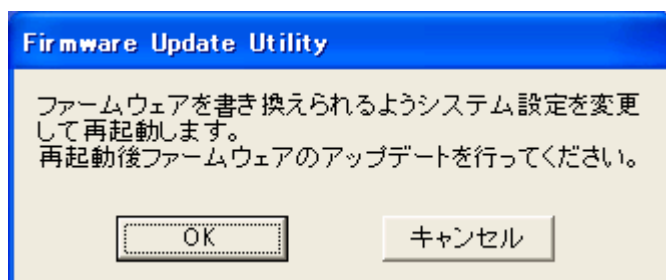 Firmware Update Utility
ファームウェアを書き換えられるようシステム設定を変更
して再起動します。
再起動後ファームウェアのアップデートを行ってください。
OK
キャンセル